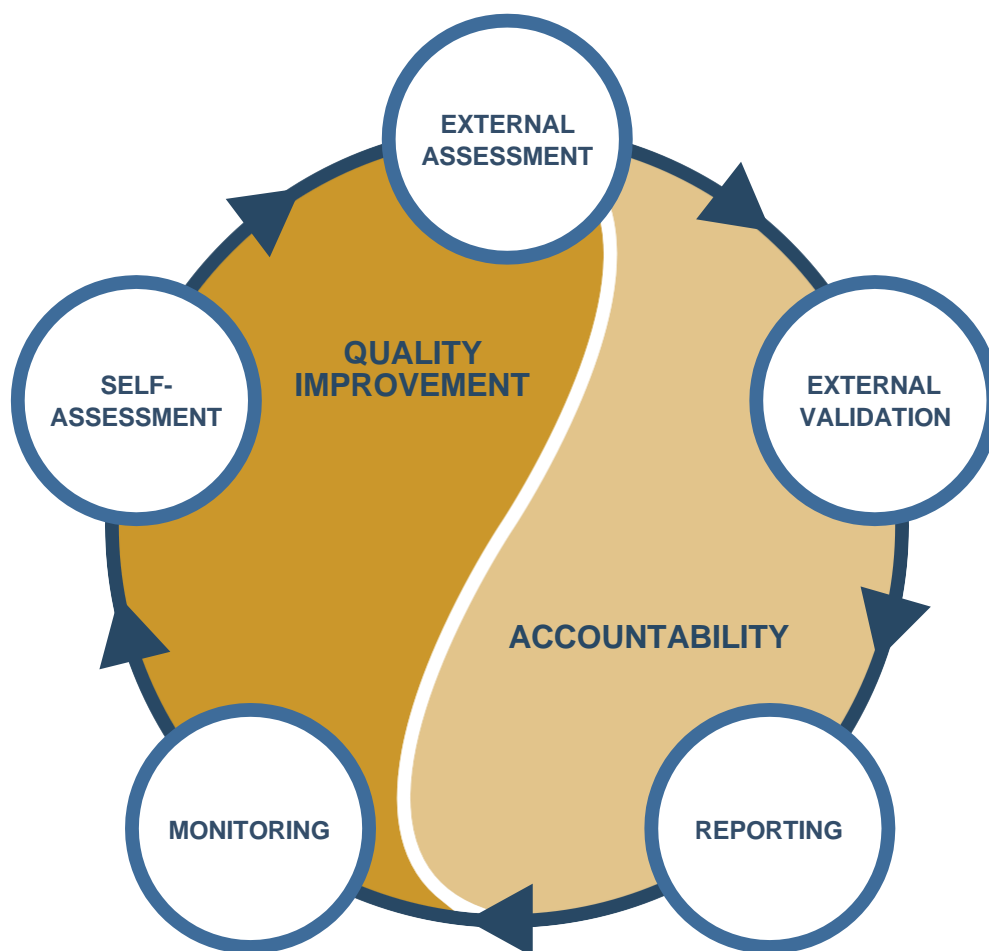 EXTERNAL
ASSESSMENT
SELF-
ASSESSMENT
QUALITY
IMPROVEMENT
EXTERNAL
VALIDATION
ACCOUNTABILITY
MONITORING
REPORTING